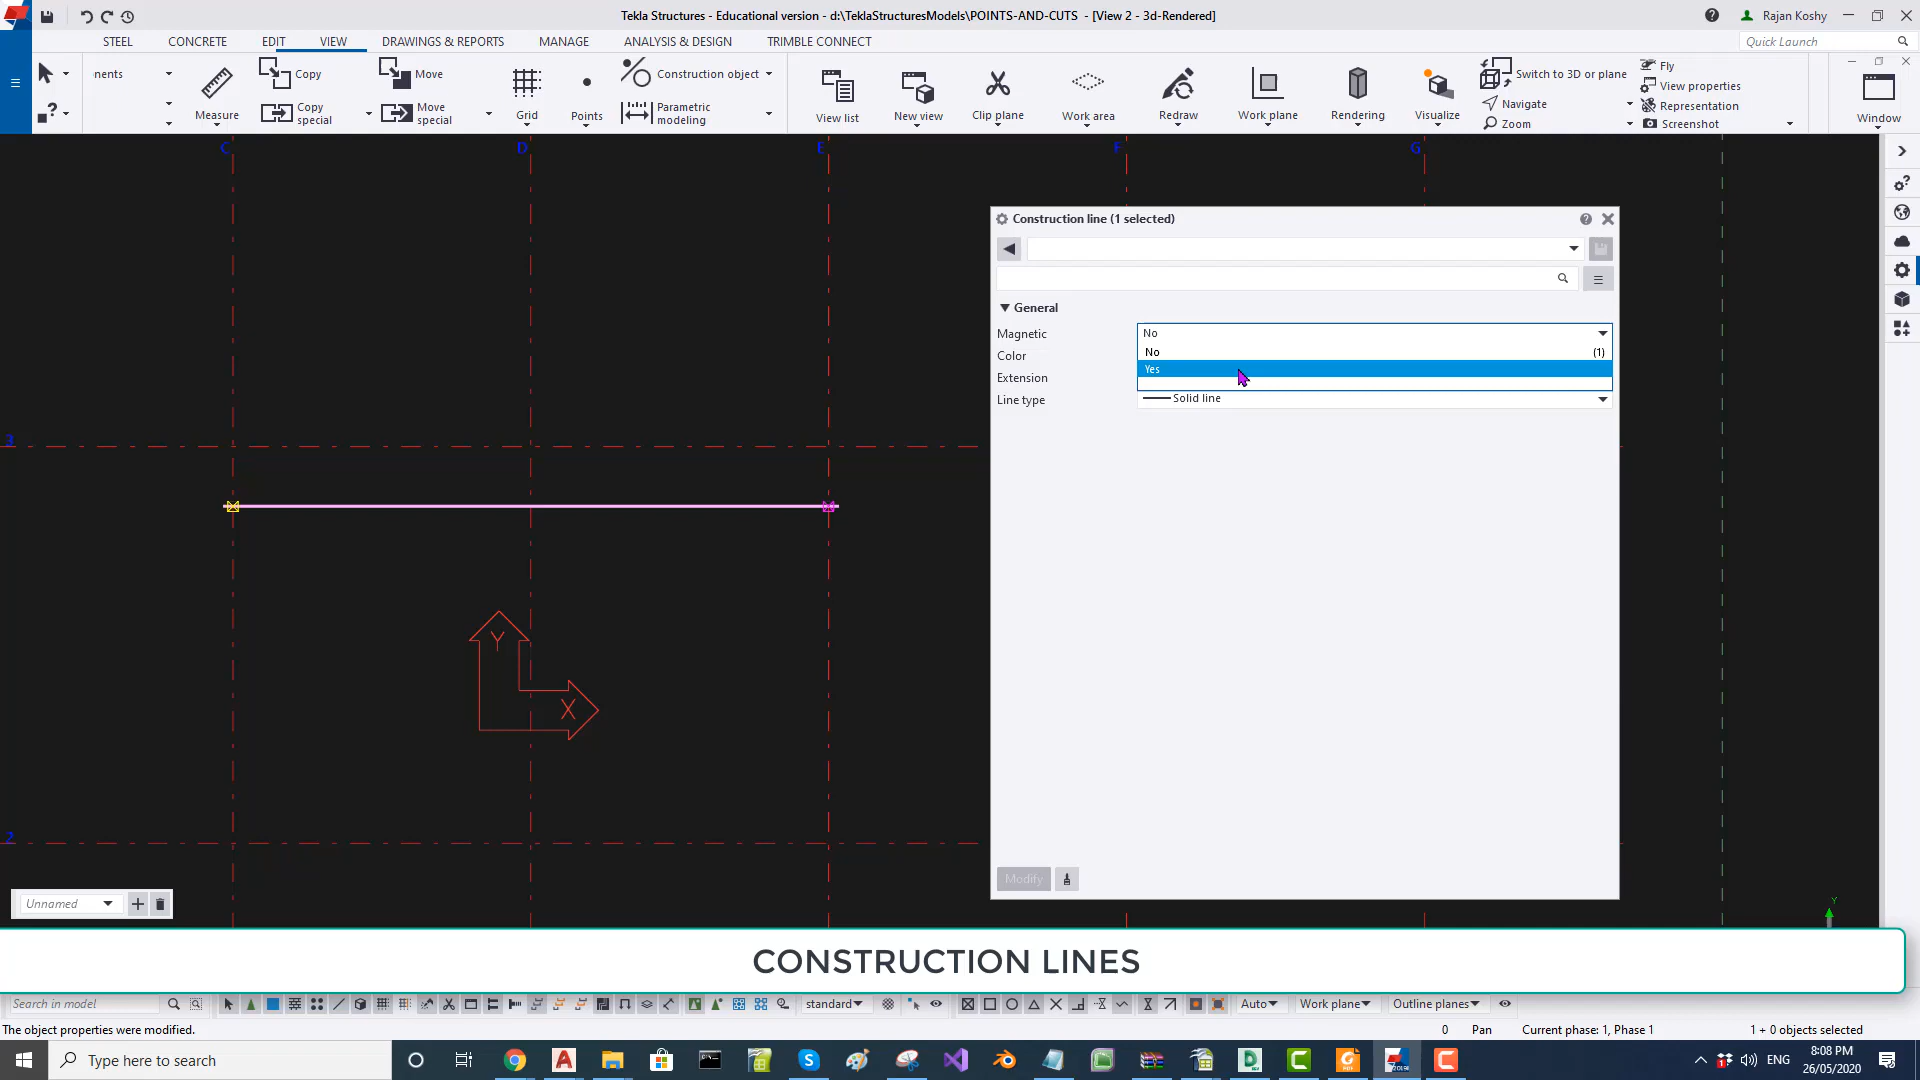 Tekla Structures - Educational version - d:\TeklaStructuresModels\POINTS-AND-CUTS - [View 2 - 3d-Rendered]
Rajan Koshy
STEEL CONCRETE EDIT VIEW DRAWINGS & REPORTS MANAGE ANALYSIS & DESIGN TRIMBLE CONNECT
Quick Launch
nents
Measure
Copy
Copy special
Move
Move special
Grid
Points
Construction object
Parametric modeling
View list
New view
Clip plane
Work area
Redraw
Work plane
Rendering
Visualize
Switch to 3D or plane
Navigate
Zoom
Fly
View properties
Representation
Screenshot
Window
C D E F G
Construction line (1 selected)
General
Magnetic No
No (1)
Color
Yes
Extension
Line type Solid line
3
Y
X
2
Modify
Unnamed
Y
CONSTRUCTION LINES
Search in model
standard
Auto
Work plane
Outline planes
The object properties were modified.
0 Pan Current phase: 1, Phase 1 1 + 0 objects selected
Type here to search
ENG
8:08 PM
26/05/2020